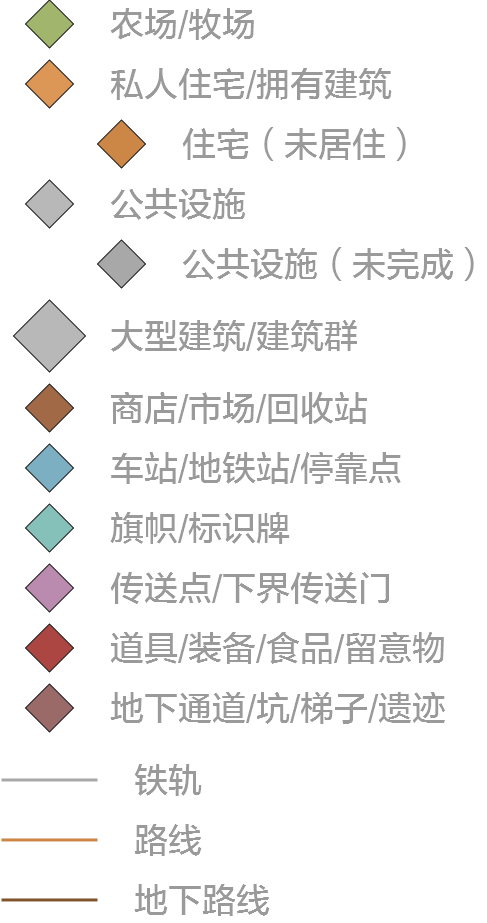 农场/牧场
私人住宅/拥有建筑
住宅（未居住）
公共设施
公共设施（未完成）
大型建筑/建筑群
商店/市场/回收站
车站/地铁站/停靠点
旗帜/标识牌
传送点/下界传送门
道具/装备/食品/留意物
地下通道/坑/梯子/遗迹
铁轨
路线
地下路线